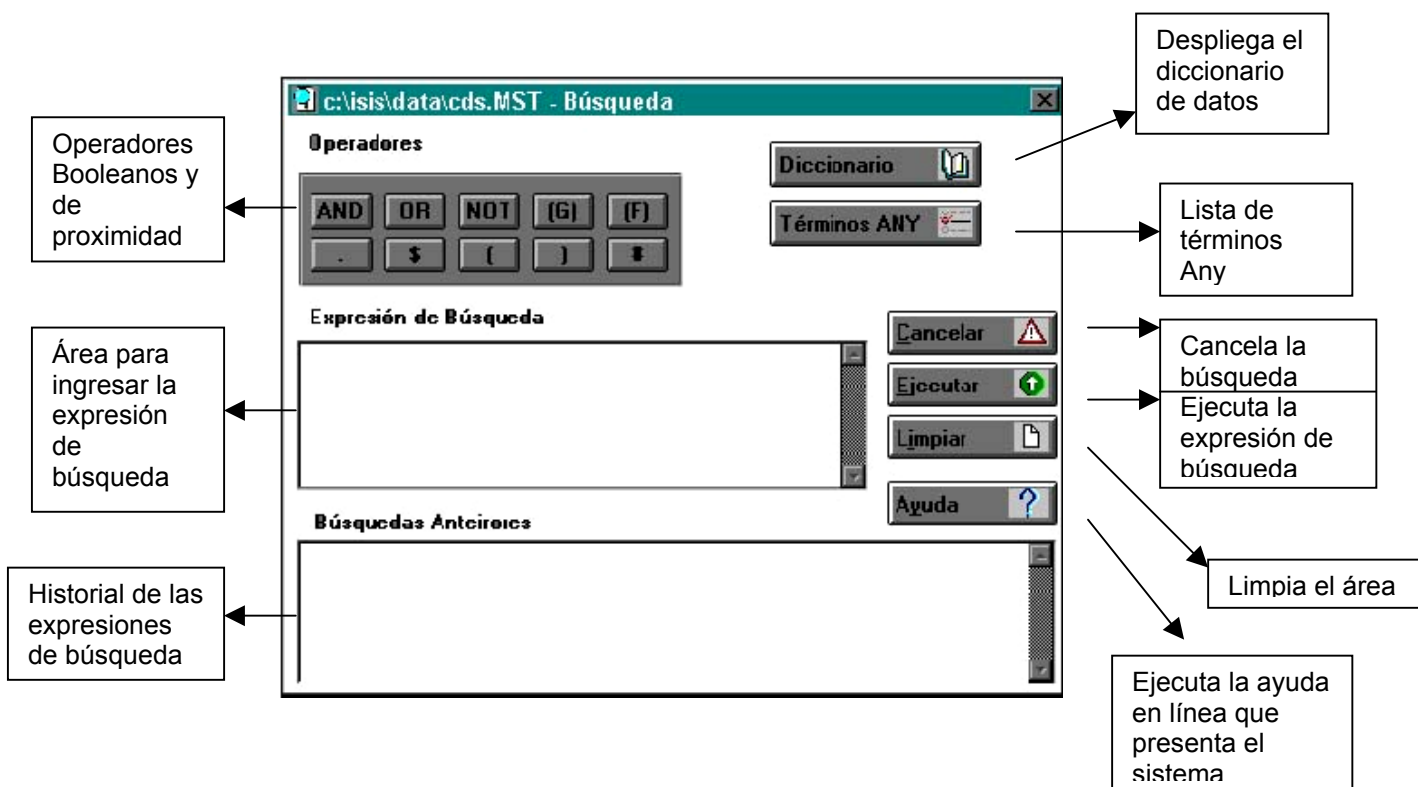 Despliega el
diccionario
de datos
c:\isis\data\cds.MST - Búsqueda
Operadores
Booleanos y
de
proximidad
Operadores
AND OR NOT (G) (F)
. $ ( ) #
Diccionario
Términos ANY
Lista de
términos
Any
Expresión de Búsqueda
Área para
ingresar la
expresión
de
búsqueda
Cancelar
Ejecutar
Limpiar
Ayuda
Cancela la
búsqueda
Ejecuta la
expresión de
búsqueda
Búsquedas Anteirores
Historial de las
expresiones
de búsqueda
Limpia el área
Ejecuta la ayuda
en línea que
presenta el
sistema